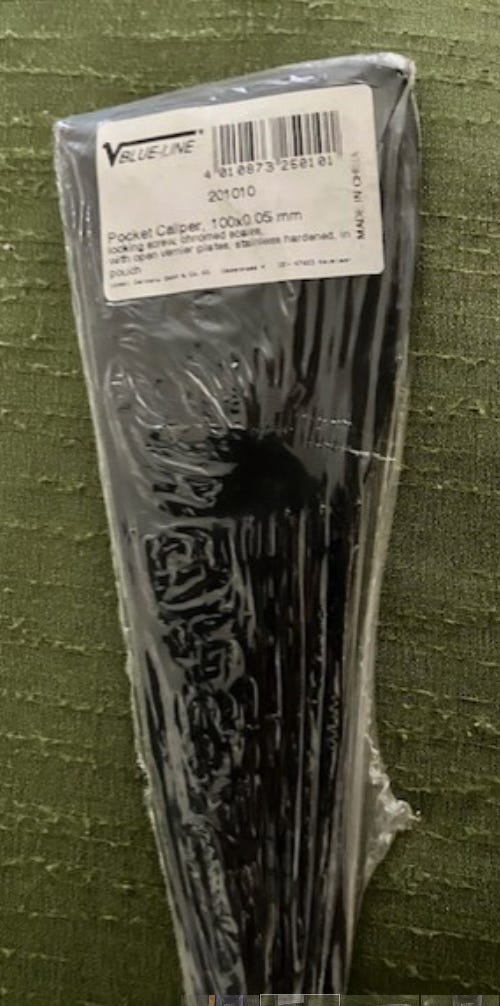 BLUE-LINE
4 010873 250101
201010
Pocket Caliper, 100x0.05 mm
locking screw, chromed scales,
with open vernier plates, stainless hardened, in
pouch
MADE IN CHINA